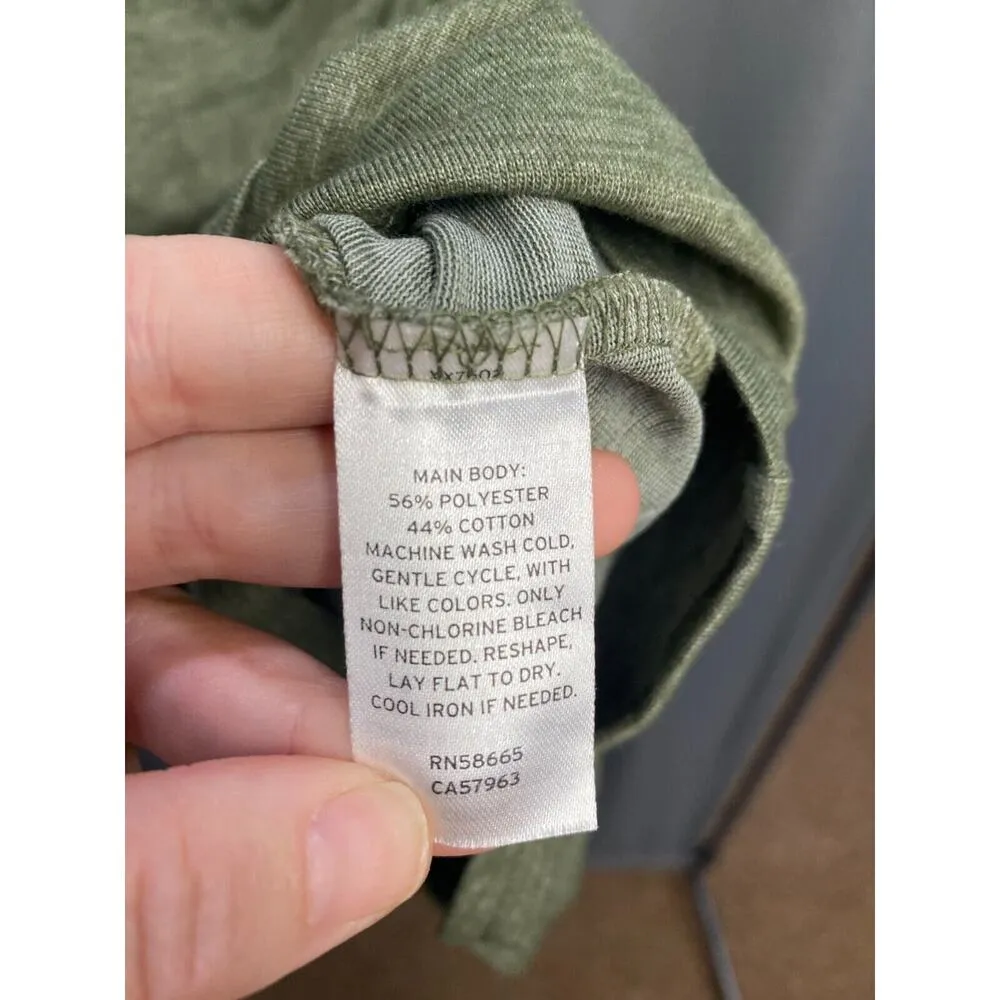 MAIN BODY:
56% POLYESTER
44% COTTON
MACHINE WASH COLD,
GENTLE CYCLE, WITH
LIKE COLORS. ONLY
NON-CHLORINE BLEACH
IF NEEDED. RESHAPE,
LAY FLAT TO DRY.
COOL IRON IF NEEDED.
RN58665
CA57963